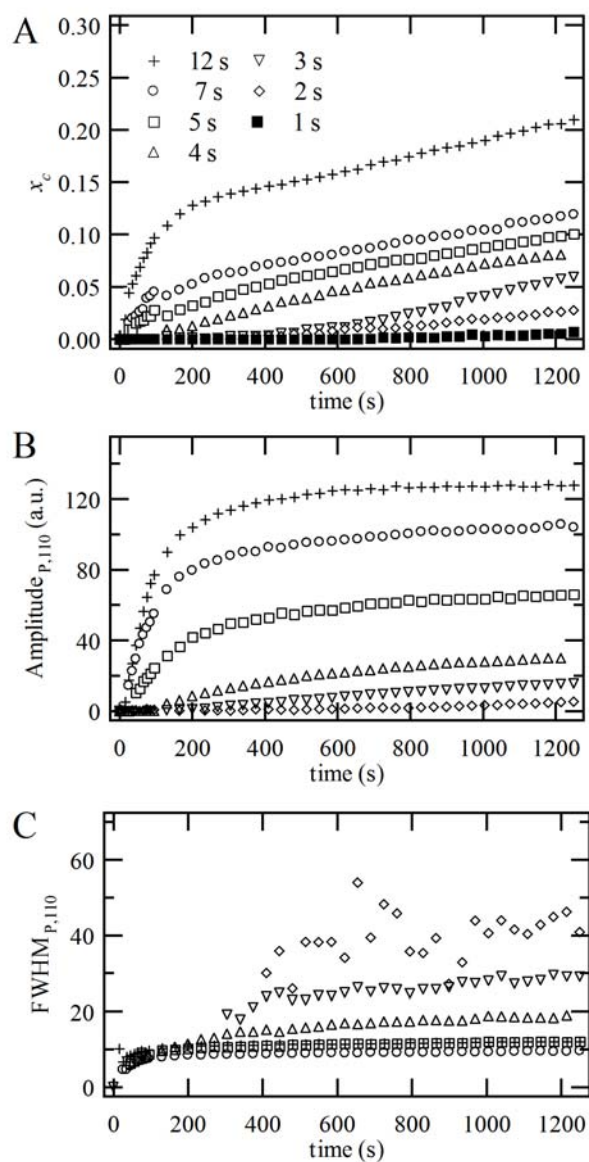 A
0.30
0.25
0.20
0.15
0.10
0.05
0.00
x_c
12 s
7 s
5 s
4 s
3 s
2 s
1 s
0 200 400 600 800 1000 1200
time (s)
B
120
80
40
0
Amplitude_P,110 (a.u.)
0 200 400 600 800 1000 1200
time (s)
C
60
40
20
0
FWHM_P,110
0 200 400 600 800 1000 1200
time (s)